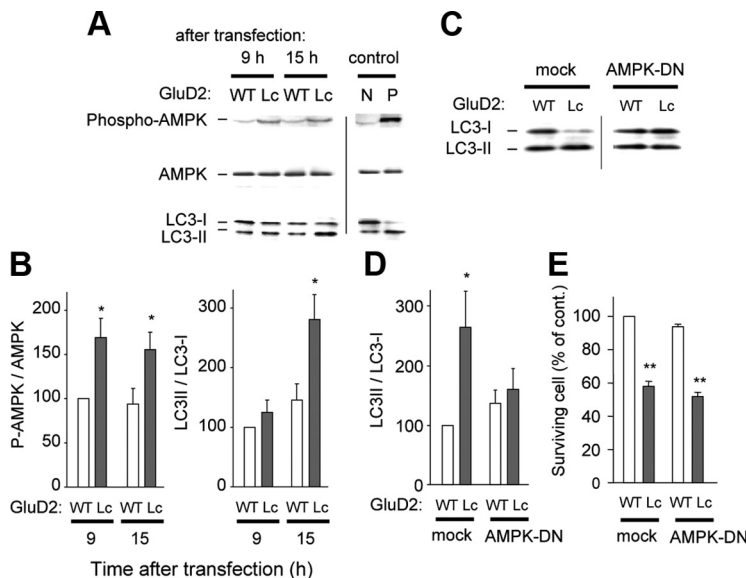 A
after transfection:
9 h 15 h control
GluD2: WT Lc WT Lc N P
Phospho-AMPK
AMPK
LC3-I
LC3-II
C
mock AMPK-DN
GluD2: WT Lc
LC3-I
LC3-II
B
P-AMPK / AMPK
200
150
100
50
0
* *
GluD2: WT Lc WT Lc
9 15
LC3II / LC3-I
300
200
100
0
*
WT Lc WT Lc
9 15
Time after transfection (h)
D
LC3II / LC3-I
300
200
100
0
*
GluD2: WT Lc WT Lc
mock AMPK-DN
E
Surviving cell (% of cont.)
100
80
60
40
20
0
** **
WT Lc WT Lc
mock AMPK-DN